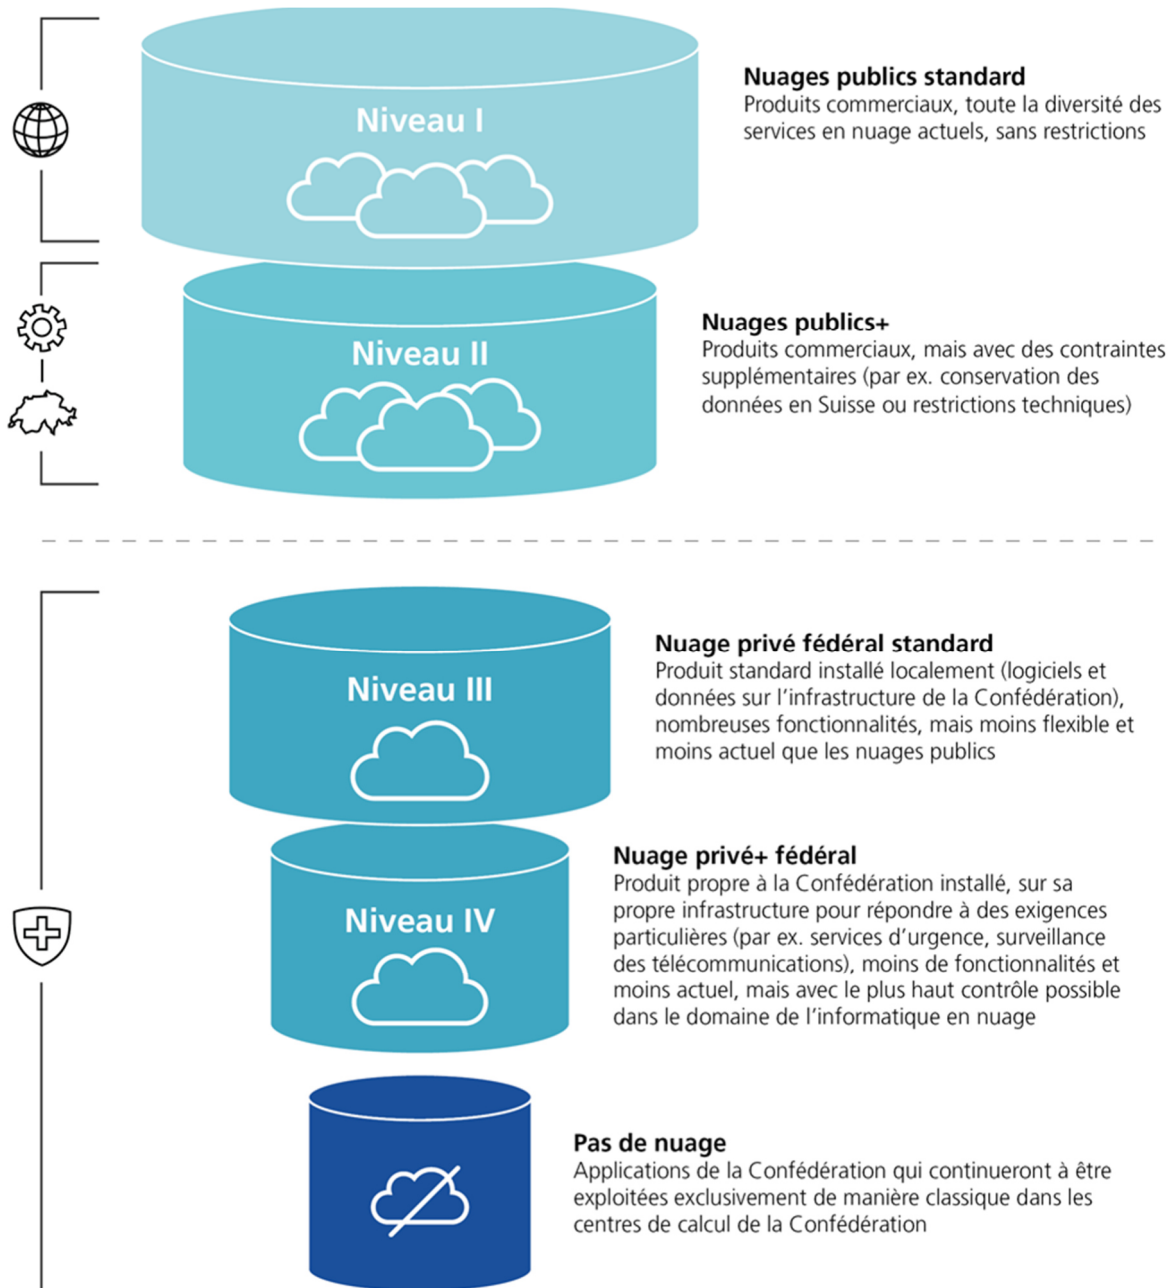 Niveau I
Nuages publics standard
Produits commerciaux, toute la diversité des
services en nuage actuels, sans restrictions
Niveau II
Nuages publics+
Produits commerciaux, mais avec des contraintes
supplémentaires (par ex. conservation des
données en Suisse ou restrictions techniques)
Niveau III
Nuage privé fédéral standard
Produit standard installé localement (logiciels et
données sur l’infrastructure de la Confédération),
nombreuses fonctionnalités, mais moins flexible et
moins actuel que les nuages publics
Niveau IV
Nuage privé+ fédéral
Produit propre à la Confédération installé, sur sa
propre infrastructure pour répondre à des exigences
particulières (par ex. services d’urgence, surveillance
des télécommunications), moins de fonctionnalités et
moins actuel, mais avec le plus haut contrôle possible
dans le domaine de l’informatique en nuage
Pas de nuage
Applications de la Confédération qui continueront à être
exploitées exclusivement de manière classique dans les
centres de calcul de la Confédération